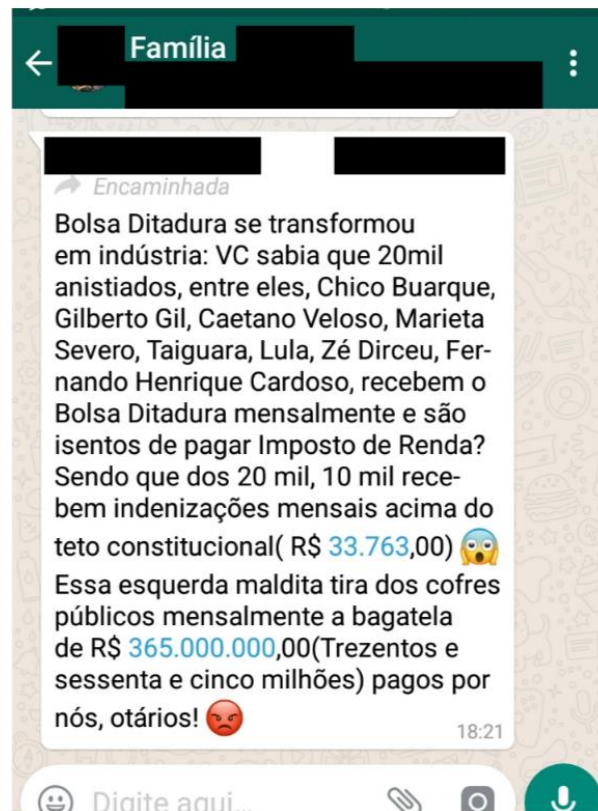 Família
Encaminhada
Bolsa Ditadura se transformou
em indústria: VC sabia que 20mil
anistiados, entre eles, Chico Buarque,
Gilberto Gil, Caetano Veloso, Marieta
Severo, Taiguara, Lula, Zé Dirceu, Fer-
nando Henrique Cardoso, recebem o
Bolsa Ditadura mensalmente e são
isentos de pagar Imposto de Renda?
Sendo que dos 20 mil, 10 mil rece-
bem indenizações mensais acima do
teto constitucional( R$ 33.763,00) 😱
Essa esquerda maldita tira dos cofres
públicos mensalmente a bagatela
de R$ 365.000.000,00(Trezentos e
sessenta e cinco milhões) pagos por
nós, otários! 😡
18:21
Digite aqui...